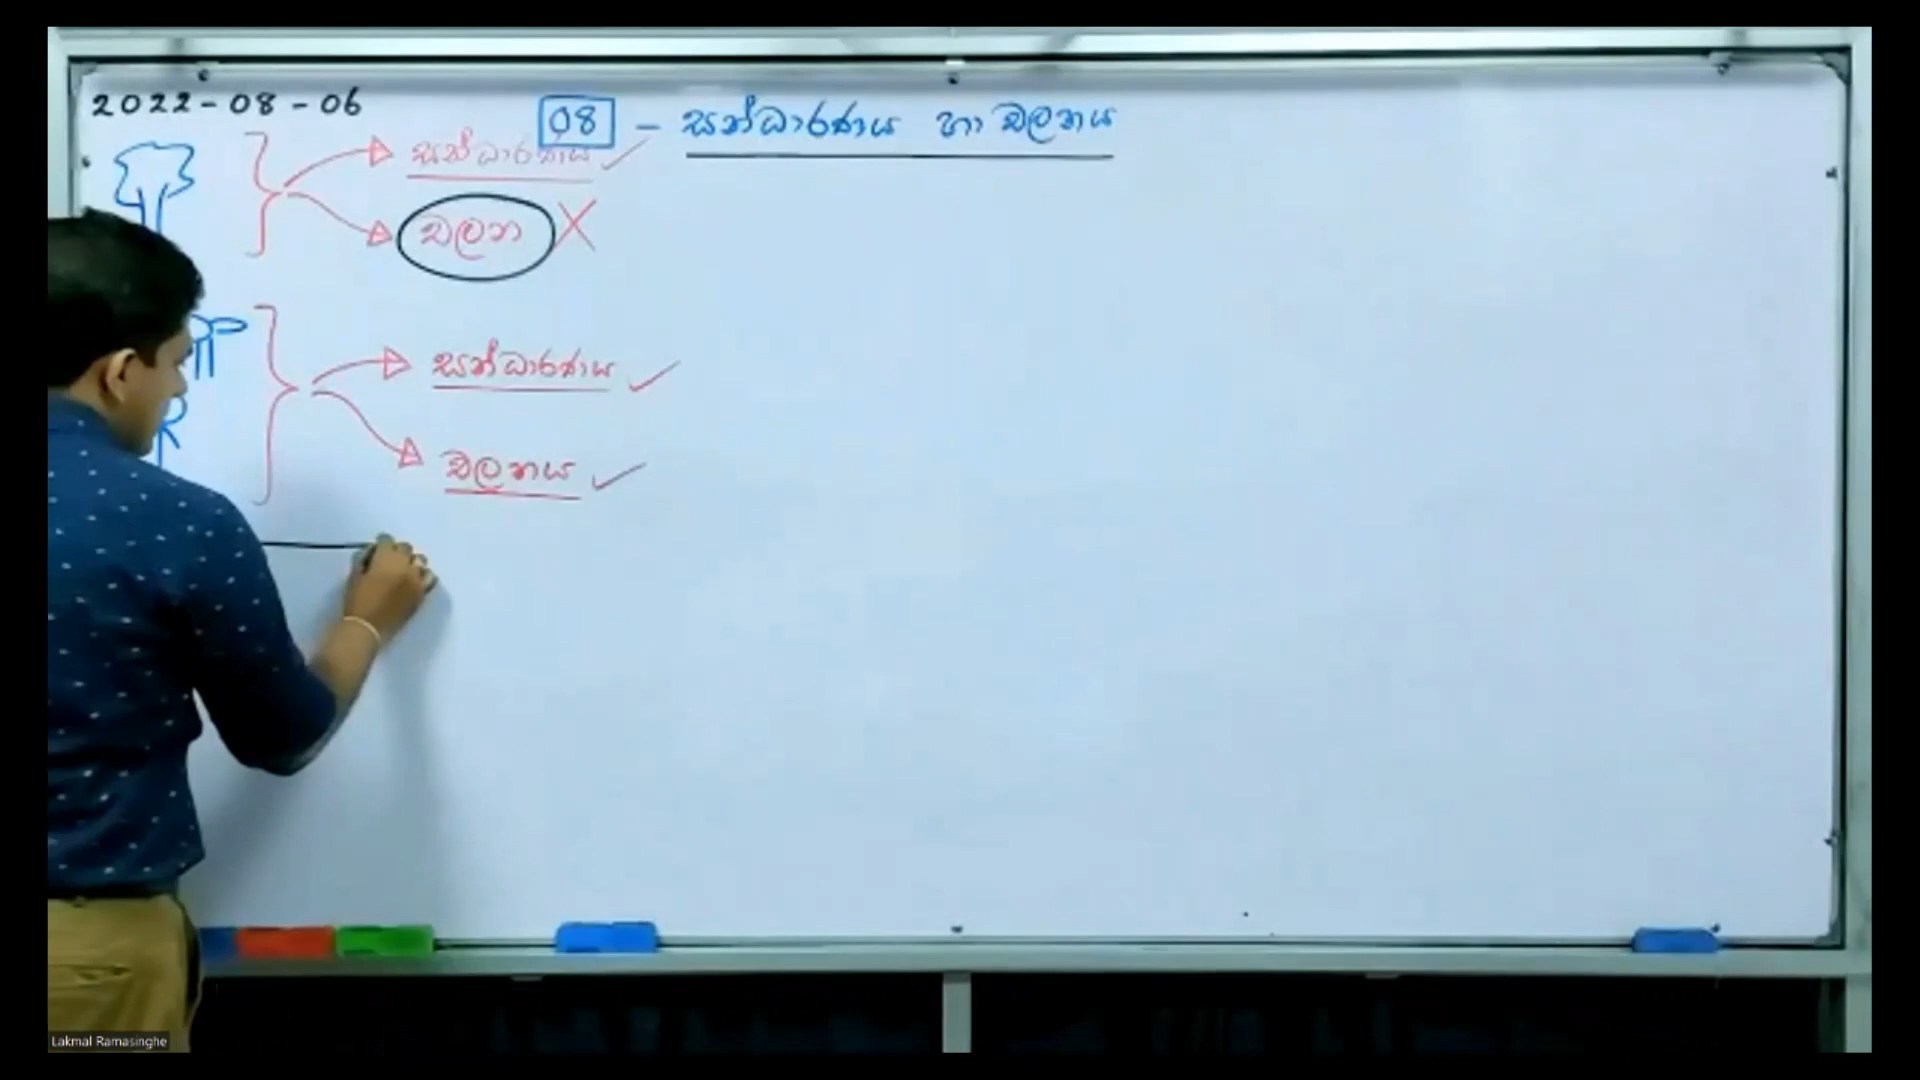 2022-08-06
08 - සන්ධාරණය හා චලනය
සන්ධාරණය ✓
චලන X
සන්ධාරණය ✓
චලනය ✓
Lakmal Ramasinghe